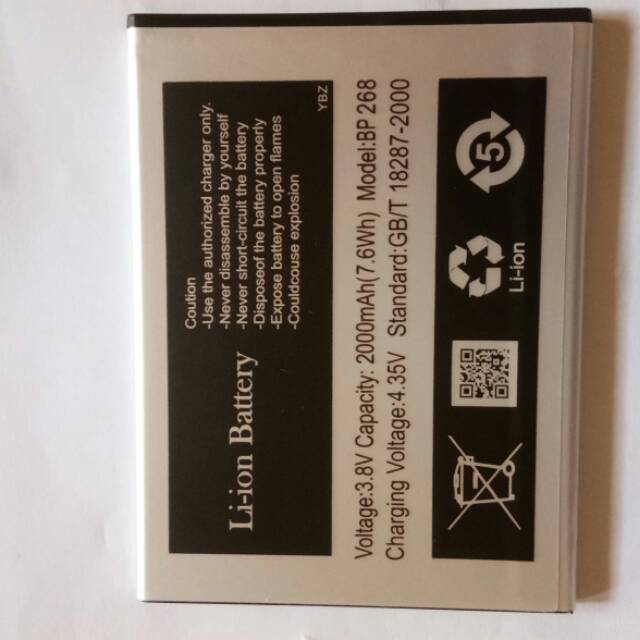 Li-ion Battery
Coution
-Use the authorized charger only.
-Never disassemble by yourself
-Never short-circuit the battery
-Disposeof the battery properly
-Expose battery to open flames
-Couldcouse explosion
YBZ
Voltage:3.8V Capacity: 2000mAh(7.6Wh) Model:BP 268
Charging Voltage:4.35V Standard:GB/T 18287-2000
Li-ion
5